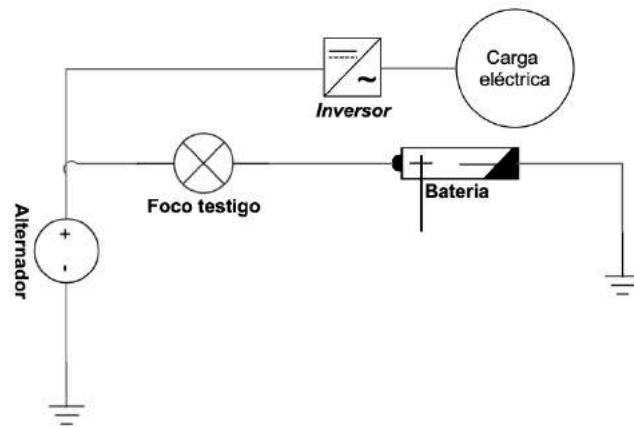 Carga
eléctrica
Inversor
Foco testigo
Bateria
Alternador
+
-